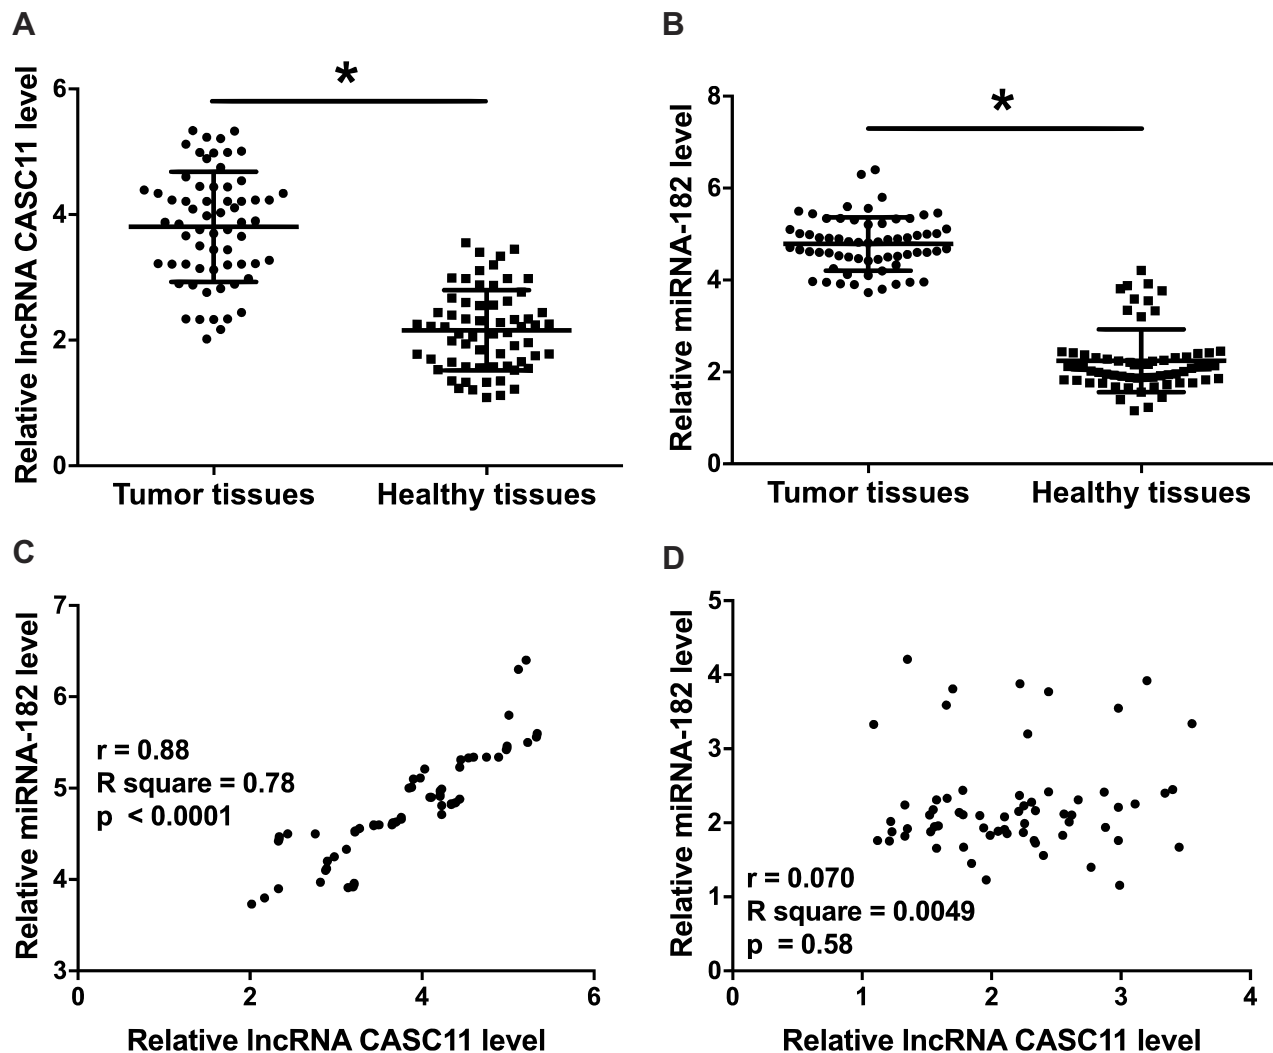 A
Relative lncRNA CASC11 level
6
4
2
0
*
Tumor tissues
Healthy tissues
B
Relative miRNA-182 level
8
6
4
2
0
*
Tumor tissues
Healthy tissues
C
Relative miRNA-182 level
7
6
5
4
3
r = 0.88
R square = 0.78
p < 0.0001
0
2
4
6
Relative lncRNA CASC11 level
D
Relative miRNA-182 level
5
4
3
2
1
0
r = 0.070
R square = 0.0049
p = 0.58
0
1
2
3
4
Relative lncRNA CASC11 level